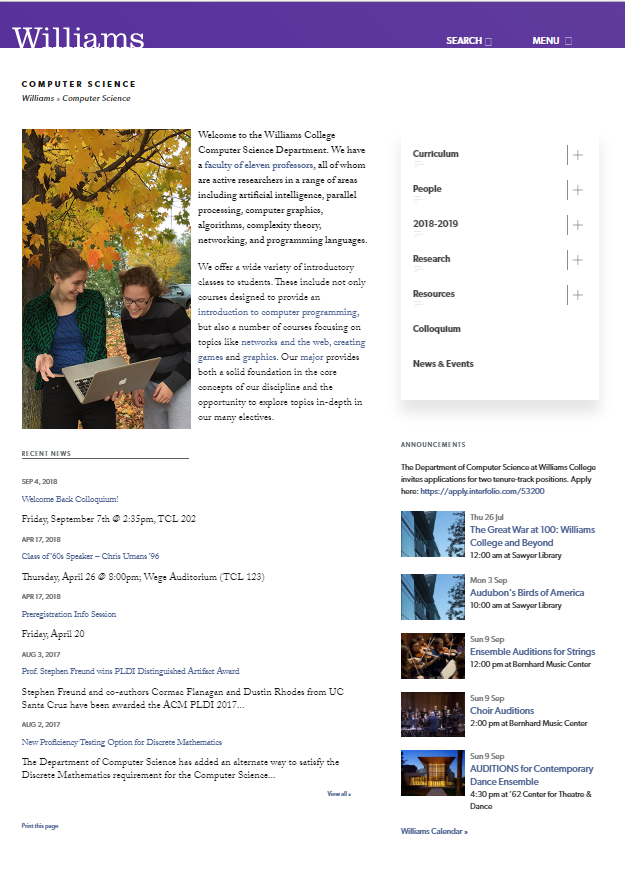 Williams
SEARCH
MENU
COMPUTER SCIENCE
Williams » Computer Science
Welcome to the Williams College
Computer Science Department. We have
a faculty of eleven professors, all of whom
are active researchers in a range of areas
including artificial intelligence, parallel
processing, computer graphics,
algorithms, complexity theory,
networking, and programming languages.
We offer a wide variety of introductory
classes to students. These include not only
courses designed to provide an
introduction to computer programming,
but also a number of courses focusing on
topics like networks and the web, creating
games and graphics. Our major provides
both a solid foundation in the core
concepts of our discipline and the
opportunity to explore topics in-depth in
our many electives.
RECENT NEWS
SEP 4, 2018
Welcome Back Colloquium!
Friday, September 7th @ 2:35pm, TCL 202
APR 17, 2018
Class of '60s Speaker – Chris Umans '96
Thursday, April 26 @ 8:00pm; Wege Auditorium (TCL 123)
APR 17, 2018
Preregistration Info Session
Friday, April 20
AUG 3, 2017
Prof. Stephen Freund wins PLDI Distinguished Artifact Award
Stephen Freund and co-authors Cormac Flanagan and Dustin Rhodes from UC
Santa Cruz have been awarded the ACM PLDI 2017...
AUG 2, 2017
New Proficiency Testing Option for Discrete Mathematics
The Department of Computer Science has added an alternate way to satisfy the
Discrete Mathematics requirement for the Computer Science...
View all »
Print this page
Curriculum
People
2018-2019
Research
Resources
Colloquium
News & Events
ANNOUNCEMENTS
The Department of Computer Science at Williams College
invites applications for two tenure-track positions. Apply
here: https://apply.interfolio.com/53200
Thu 26 Jul
The Great War at 100: Williams
College and Beyond
12:00 am at Sawyer Library
Mon 3 Sep
Audubon's Birds of America
10:00 am at Sawyer Library
Sun 9 Sep
Ensemble Auditions for Strings
12:00 pm at Bernhard Music Center
Sun 9 Sep
Choir Auditions
2:00 pm at Bernhard Music Center
Sun 9 Sep
AUDITIONS for Contemporary
Dance Ensemble
4:30 pm at '62 Center for Theatre &
Dance
Williams Calendar »